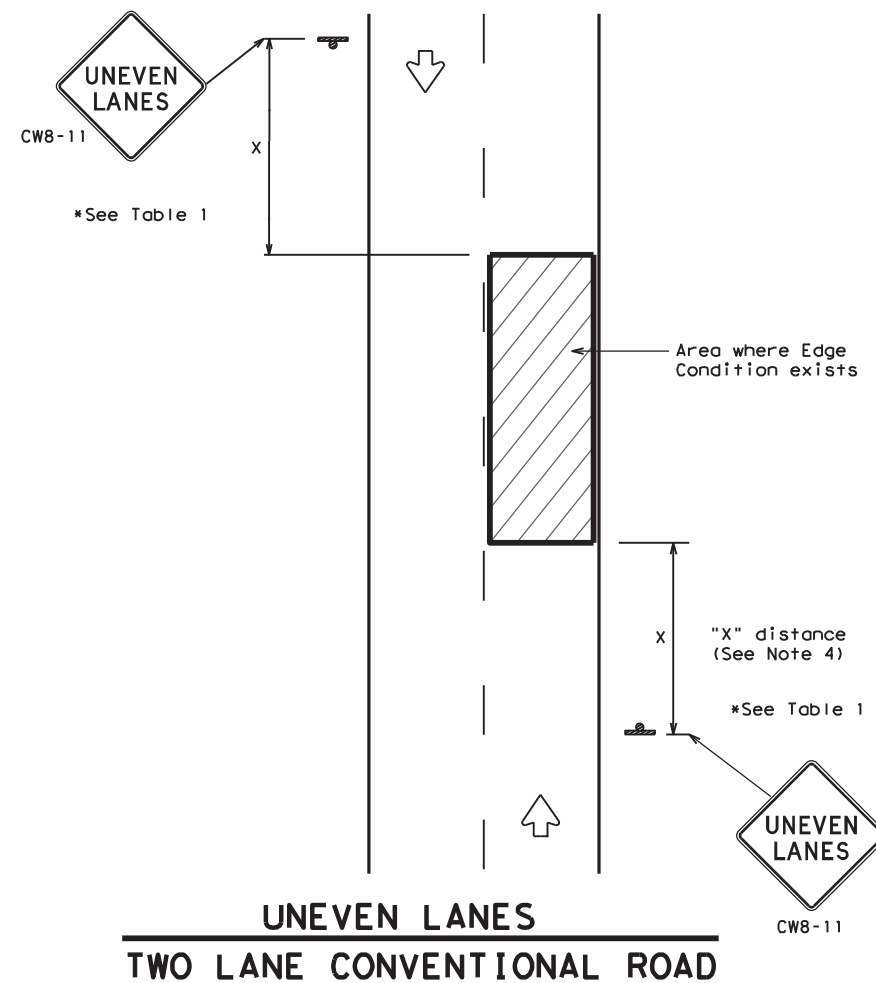 UNEVEN
LANES
CW8-11
X
*See Table 1
Area where Edge
Condition exists
X
"X" distance
(See Note 4)
*See Table 1
UNEVEN
LANES
CW8-11
UNEVEN LANES
TWO LANE CONVENTIONAL ROAD